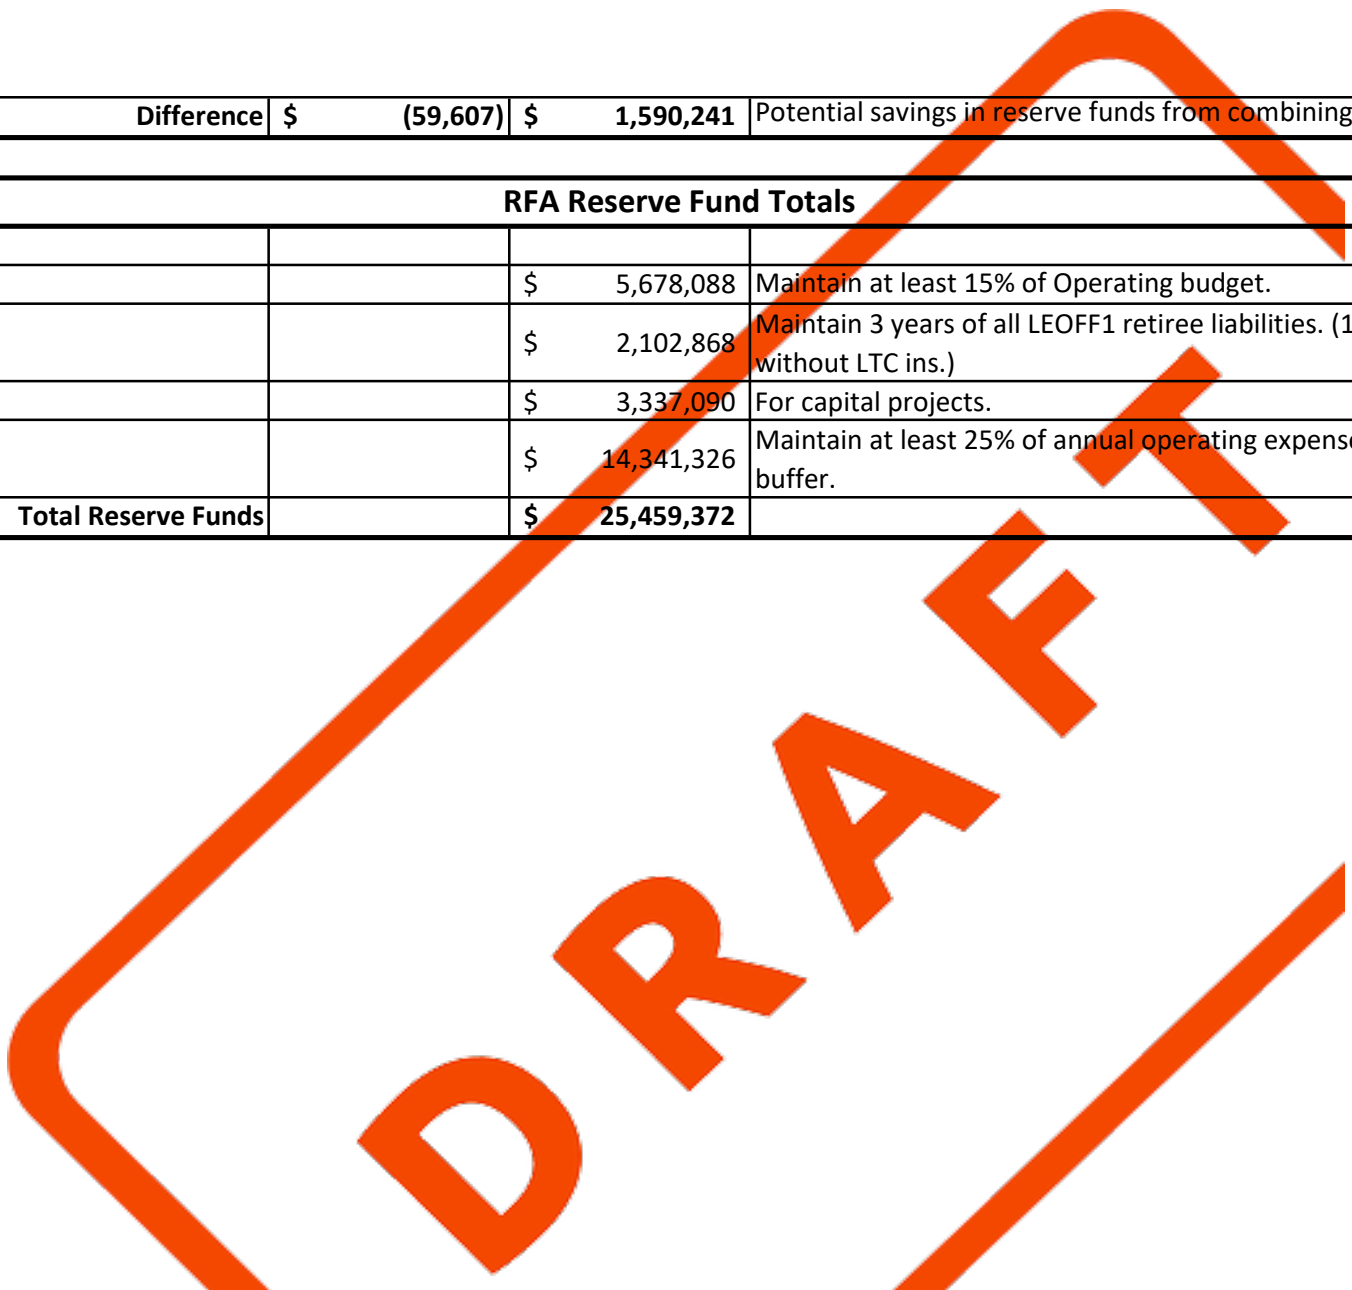 Difference $ (59,607) $ 1,590,241 Potential savings in reserve funds from combining
RFA Reserve Fund Totals
$ 5,678,088 Maintain at least 15% of Operating budget.
$ 2,102,868 Maintain 3 years of all LEOFF1 retiree liabilities. (1
without LTC ins.)
$ 3,337,090 For capital projects.
$ 14,341,326 Maintain at least 25% of annual operating expense
buffer.
Total Reserve Funds $ 25,459,372
DRAFT